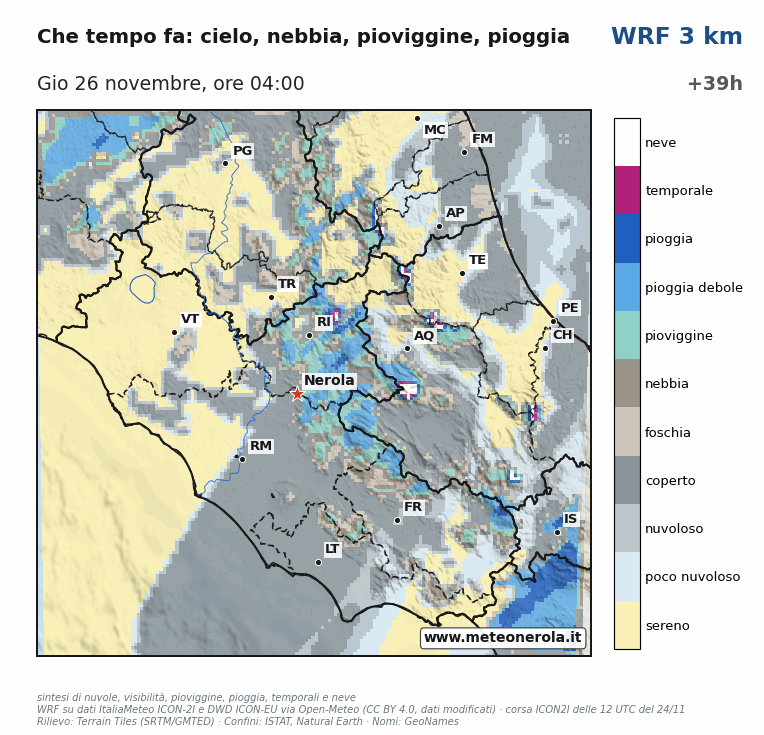 Che tempo fa: cielo, nebbia, pioviggine, pioggia
WRF 3 km
Gio 26 novembre, ore 04:00
+39h
MC
FM
PG
AP
TE
TR
PE
VT
RI
CH
AQ
Nerola
RM
FR
IS
LT
www.meteonerola.it
neve
temporale
pioggia
pioggia debole
pioviggine
nebbia
foschia
coperto
nuvoloso
poco nuvoloso
sereno
sintesi di nuvole, visibilità, pioviggine, pioggia, temporali e neve
WRF su dati ItaliaMeteo ICON-2I e DWD ICON-EU via Open-Meteo (CC BY 4.0, dati modificati) · corsa ICON2I delle 12 UTC del 24/11
Rilievo: Terrain Tiles (SRTM/GMTED) · Confini: ISTAT, Natural Earth · Nomi: GeoNames